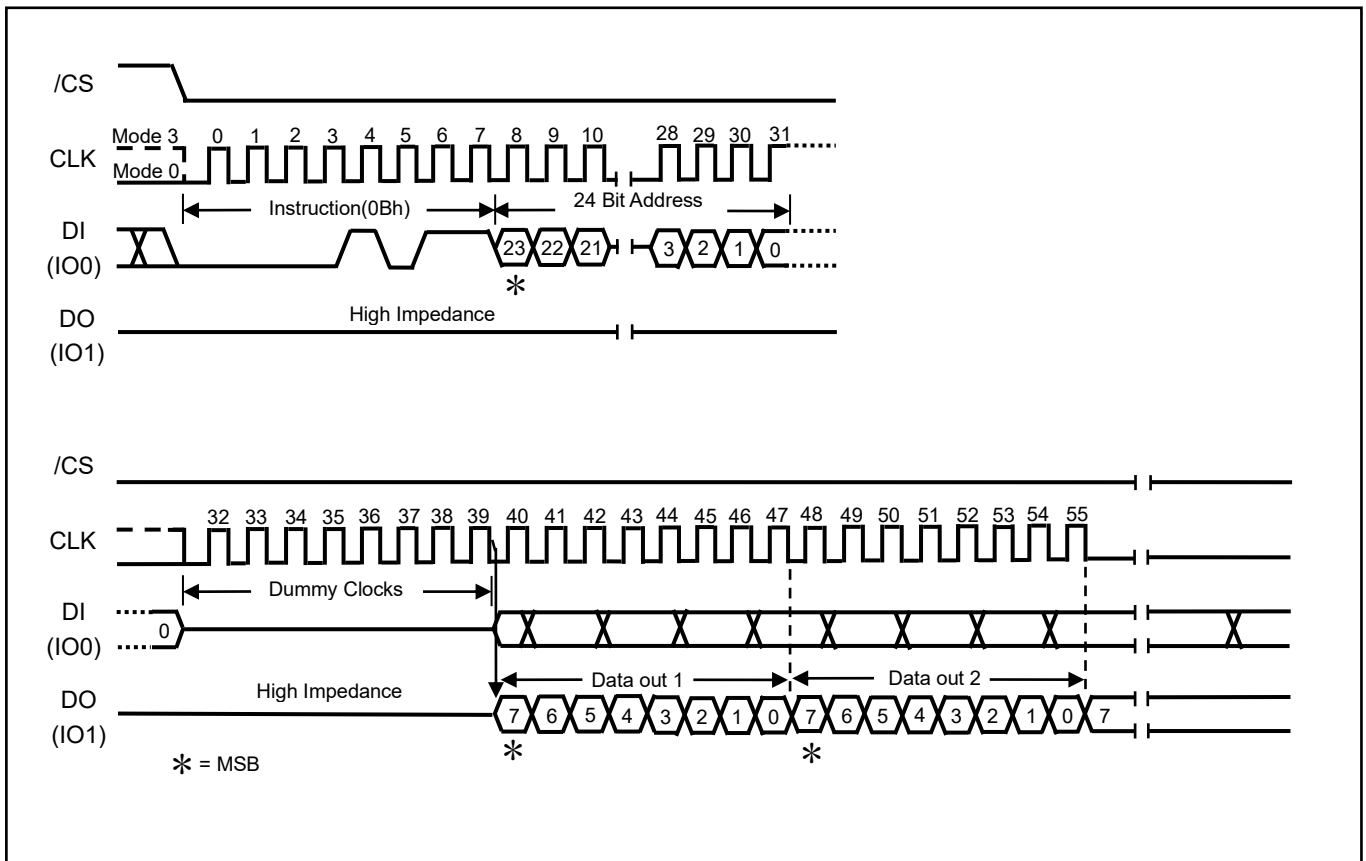 /CS
Mode 3 0 1 2 3 4 5 6 7 8 9 10 28 29 30 31
CLK
Mode 0
Instruction(0Bh) 24 Bit Address
DI
(IO0)
23 22 21 3 2 1 0
*
High Impedance
DO
(IO1)
/CS
32 33 34 35 36 37 38 39 40 41 42 43 44 45 46 47 48 49 50 51 52 53 54 55
CLK
Dummy Clocks
DI
(IO0)
0
Data out 1 Data out 2
High Impedance
DO
(IO1)
7 6 5 4 3 2 1 0 7 6 5 4 3 2 1 0 7
* *
* = MSB